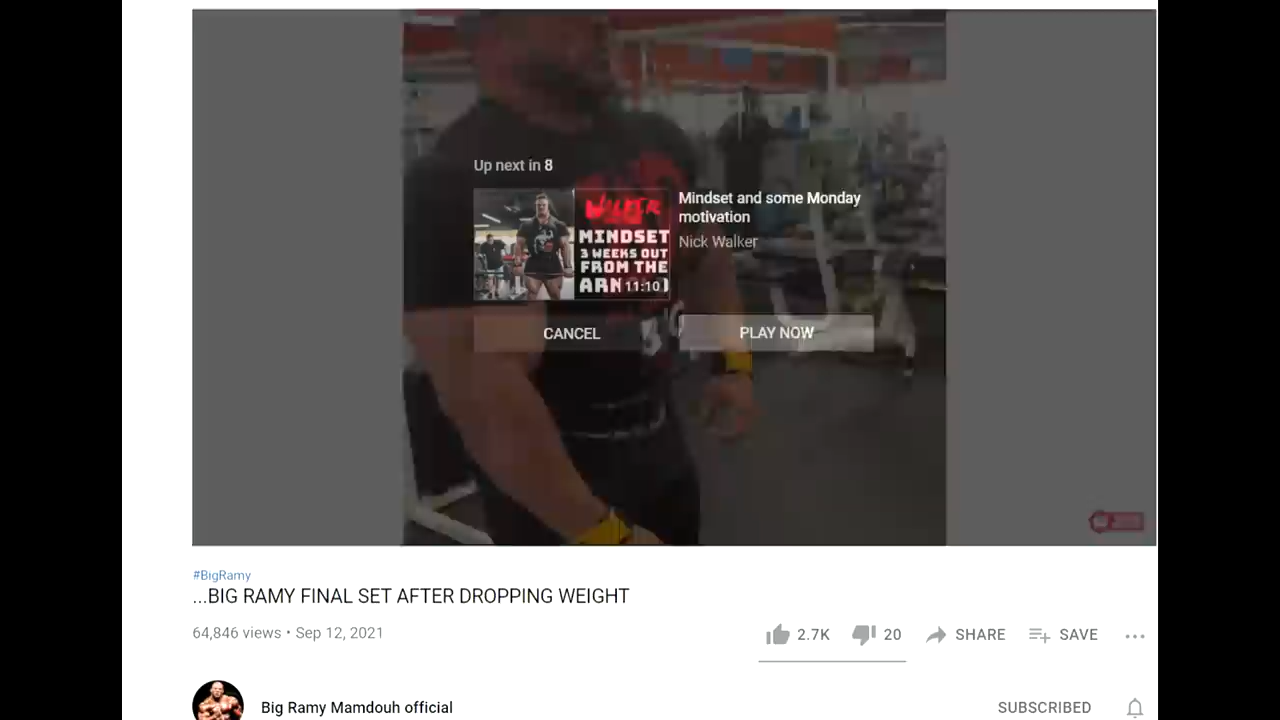 Up next in 8
WALKER
MINDSET
3 WEEKS OUT
FROM THE
ARN
11:10
Mindset and some Monday
motivation
Nick Walker
CANCEL
PLAY NOW
#BigRamy
...BIG RAMY FINAL SET AFTER DROPPING WEIGHT
64,846 views • Sep 12, 2021
2.7K
20
SHARE
SAVE
Big Ramy Mamdouh official
SUBSCRIBED